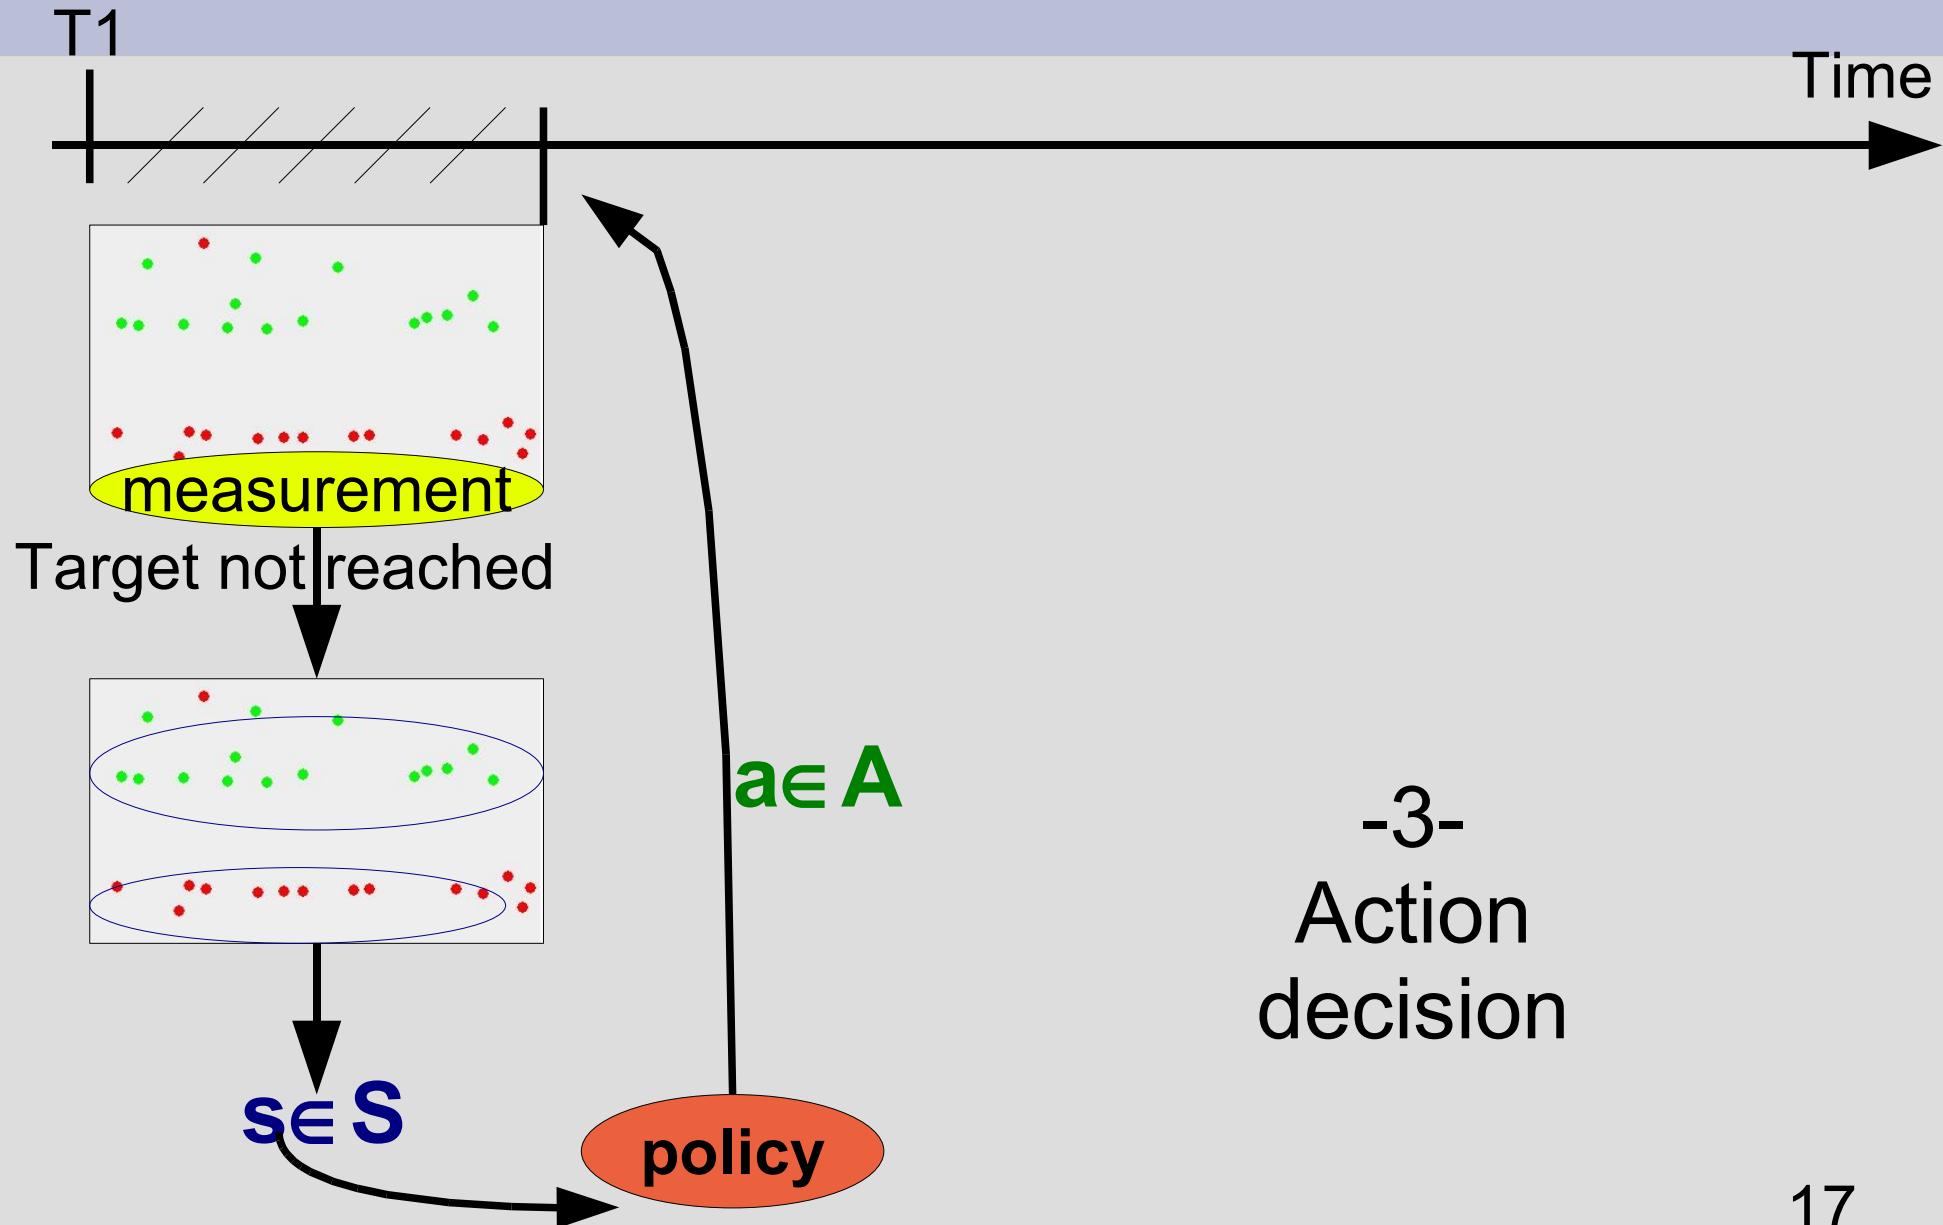 T1
Time
measurement
Target not reached
a∈ A
-3-
Action
decision
s∈ S
policy
17